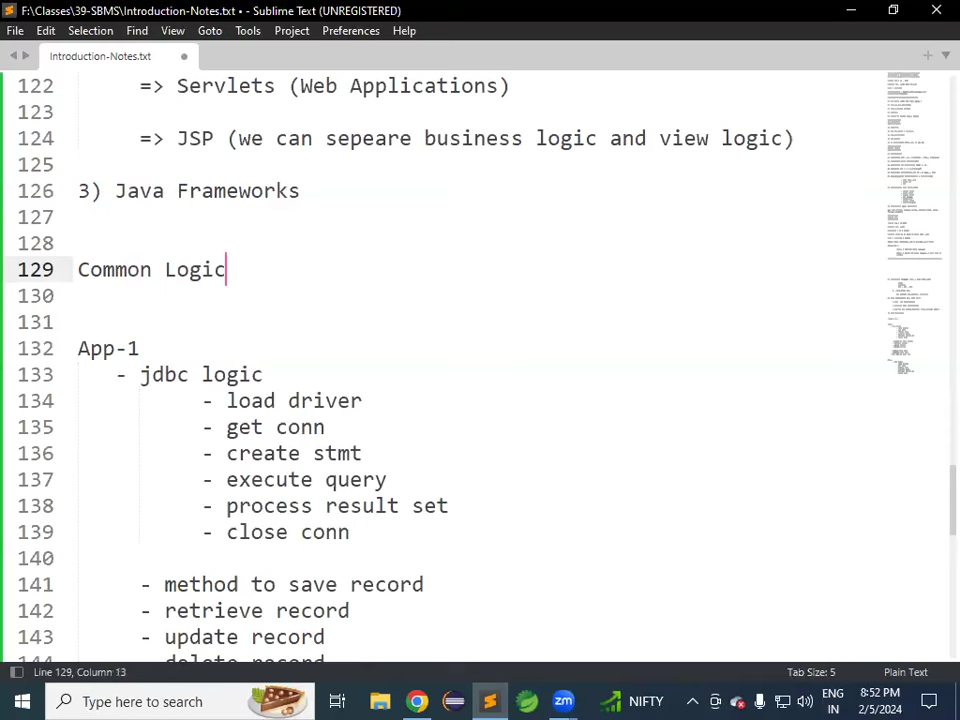 F:\Classes\39-SBMS\Introduction-Notes.txt • - Sublime Text (UNREGISTERED)
File Edit Selection Find View Goto Tools Project Preferences Help
Introduction-Notes.txt
122 => Servlets (Web Applications)
123
124 => JSP (we can sepeare business logic and view logic)
125
126 3) Java Frameworks
127
128
129 Common Logic
130
131
132 App-1
133 - jdbc logic
134 - load driver
135 - get conn
136 - create stmt
137 - execute query
138 - process result set
139 - close conn
140
141 - method to save record
142 - retrieve record
143 - update record
144 - delete record
Line 129, Column 13 Tab Size: 5 Plain Text
Type here to search NIFTY ENG IN 8:52 PM 2/5/2024